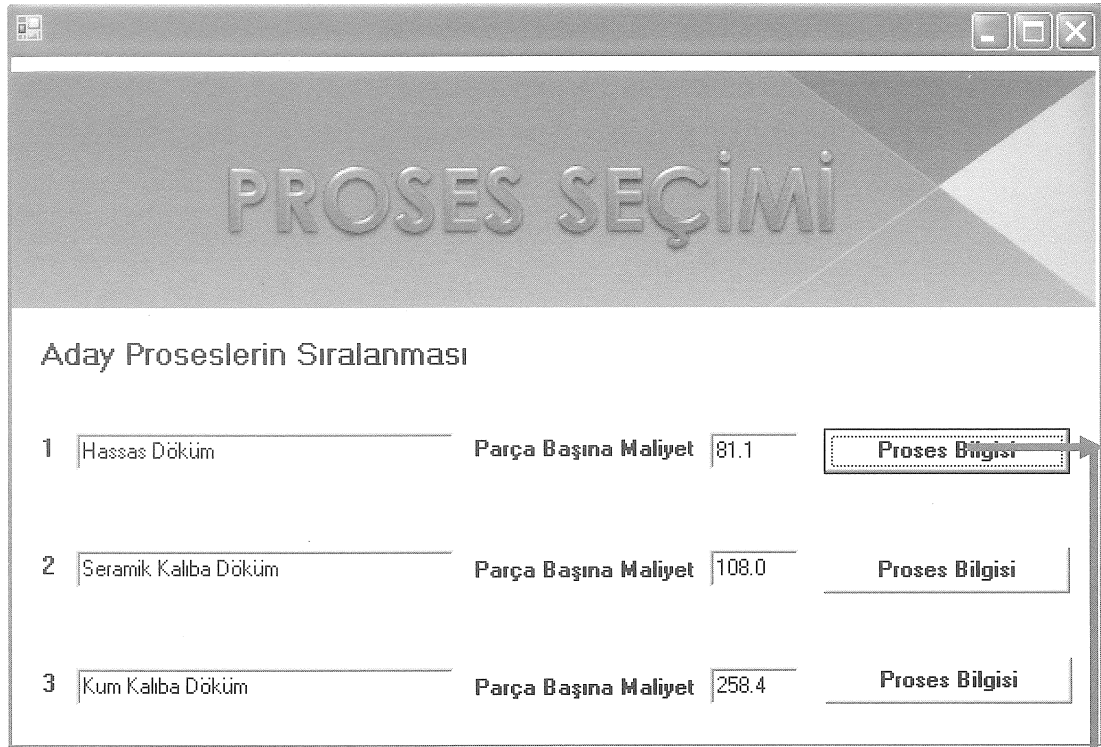 PROSES SEÇİMİ
Aday Proseslerin Sıralanması
1 Hassas Döküm Parça Başına Maliyet 81.1 Proses Bilgisi
2 Seramik Kalıba Döküm Parça Başına Maliyet 108.0 Proses Bilgisi
3 Kum Kalıba Döküm Parça Başına Maliyet 258.4 Proses Bilgisi